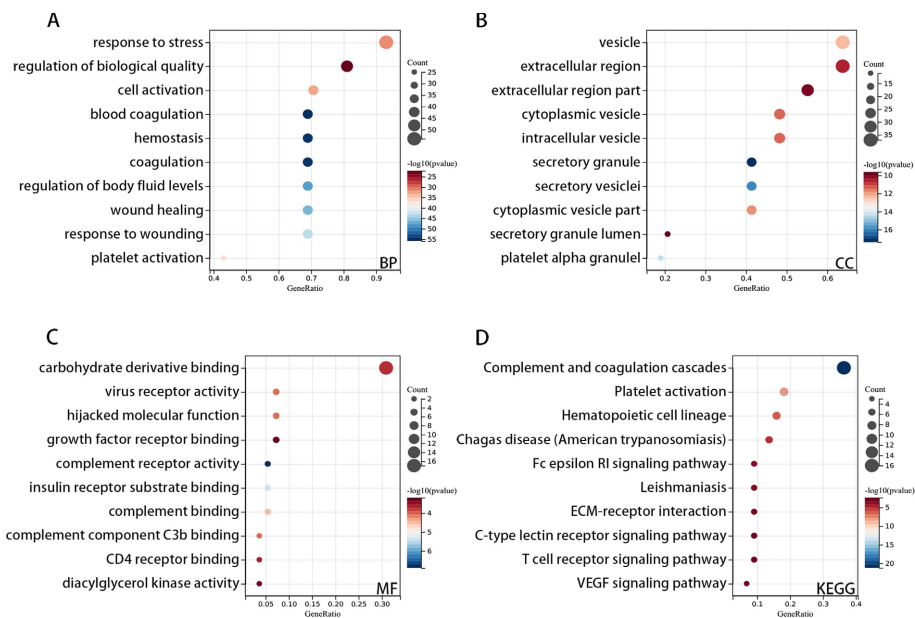 A
response to stress
regulation of biological quality
cell activation
blood coagulation
hemostasis
coagulation
regulation of body fluid levels
wound healing
response to wounding
platelet activation
BP
0.4 0.5 0.6 0.7 0.8 0.9
GeneRatio
Count
25
30
35
40
45
50
-log10(pvalue)
25
30
35
40
45
50
55
B
vesicle
extracellular region
extracellular region part
cytoplasmic vesicle
intracellular vesicle
secretory granule
secretory vesiclei
cytoplasmic vesicle part
secretory granule lumen
platelet alpha granulel
CC
0.2 0.3 0.4 0.5 0.6
GeneRatio
Count
11
16
21
26
30
35
-log10(pvalue)
10
12
14
16
C
carbohydrate derivative binding
virus receptor activity
hijacked molecular function
growth factor receptor binding
complement receptor activity
insulin receptor substrate binding
complement binding
complement component C3b binding
CD4 receptor binding
diacylglycerol kinase activity
MF
0.05 0.10 0.15 0.20 0.25 0.30
GeneRatio
Count
2
4
6
8
9
11
12
14
16
-log10(pvalue)
4
5
6
D
Complement and coagulation cascades
Platelet activation
Hematopoietic cell lineage
Chagas disease (American trypanosomiasis)
Fc epsilon RI signaling pathway
Leishmaniasis
ECM-receptor interaction
C-type lectin receptor signaling pathway
T cell receptor signaling pathway
VEGF signaling pathway
KEGG
0.1 0.2 0.3 0.4
GeneRatio
Count
4
6
8
10
12
14
16
-log10(pvalue)
5
10
15
20